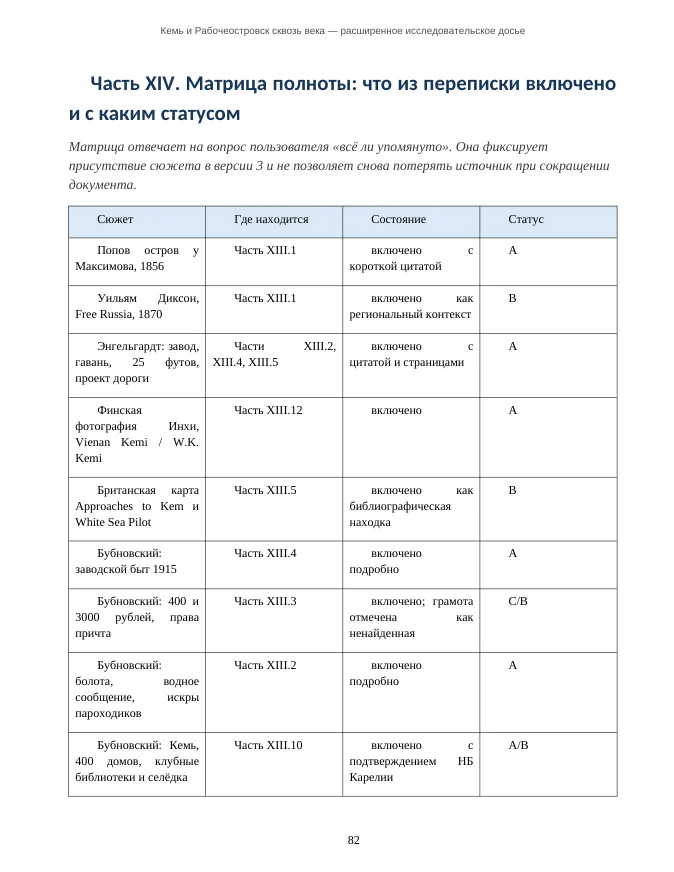 Кемь и Рабочеостровск сквозь века — расширенное исследовательское досье
Часть XIV. Матрица полноты: что из переписки включено
и с каким статусом
Матрица отвечает на вопрос пользователя «всё ли упомянуто». Она фиксирует
присутствие сюжета в версии 3 и не позволяет снова потерять источник при сокращении
документа.
Сюжет Где находится Состояние Статус
Попов остров у Часть XIII.1 включено с A
Максимова, 1856 короткой цитатой
Уильям Диксон, Часть XIII.1 включено как B
Free Russia, 1870 региональный контекст
Энгельгардт: завод, Части XIII.2, включено с A
гавань, 25 футов, XIII.4, XIII.5 цитатой и страницами
проект дороги
Финская Часть XIII.12 включено A
фотография Инхи,
Vienan Kemi / W.K.
Kemi
Британская карта Часть XIII.5 включено как B
Approaches to Kem и библиографическая
White Sea Pilot находка
Бубновский: Часть XIII.4 включено A
заводской быт 1915 подробно
Бубновский: 400 и Часть XIII.3 включено; грамота C/B
3000 рублей, права отмечена как
причта ненайденная
Бубновский: Часть XIII.2 включено A
болота, водное подробно
сообщение, искры
пароходиков
Бубновский: Кемь, Часть XIII.10 включено с A/B
400 домов, клубные подтверждением НБ
библиотеки и селёдка Карелии
82